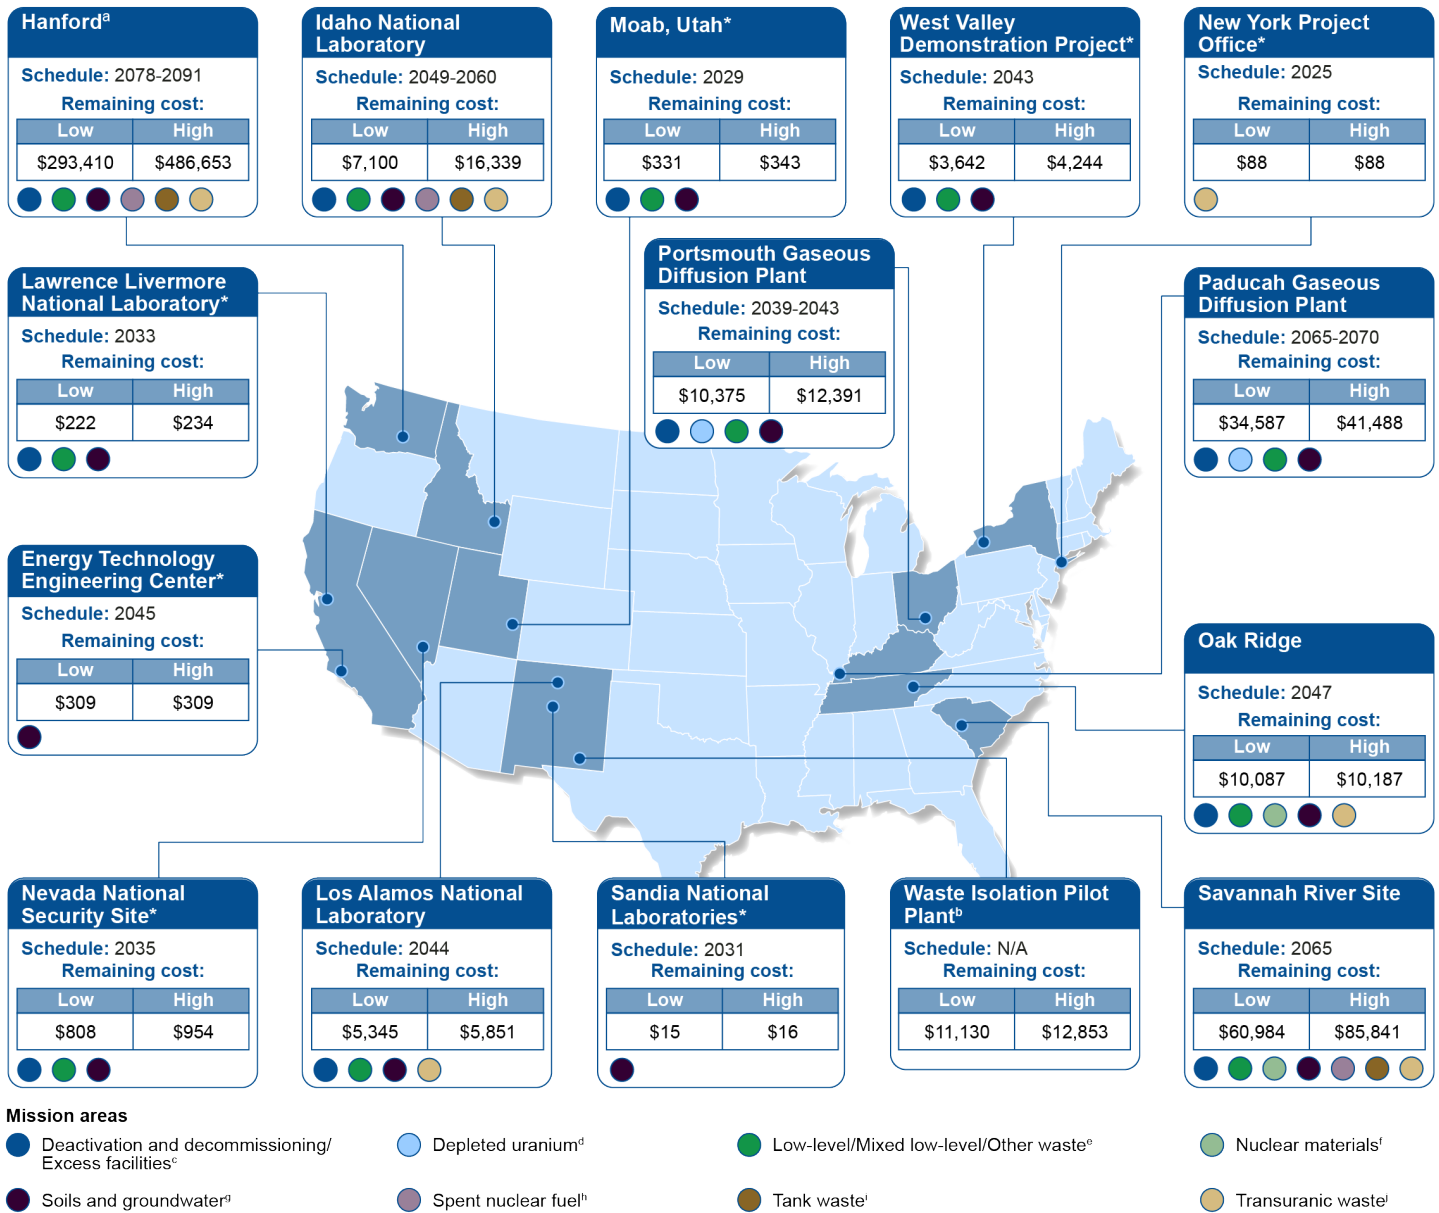 Hanfordᵃ
Schedule: 2078-2091
Remaining cost:
Low High
$293,410 $486,653
Idaho National
Laboratory
Schedule: 2049-2060
Remaining cost:
Low High
$7,100 $16,339
Moab, Utah*
Schedule: 2029
Remaining cost:
Low High
$331 $343
West Valley
Demonstration Project*
Schedule: 2043
Remaining cost:
Low High
$3,642 $4,244
New York Project
Office*
Schedule: 2025
Remaining cost:
Low High
$88 $88
Lawrence Livermore
National Laboratory*
Schedule: 2033
Remaining cost:
Low High
$222 $234
Portsmouth Gaseous
Diffusion Plant
Schedule: 2039-2043
Remaining cost:
Low High
$10,375 $12,391
Paducah Gaseous
Diffusion Plant
Schedule: 2065-2070
Remaining cost:
Low High
$34,587 $41,488
Energy Technology
Engineering Center*
Schedule: 2045
Remaining cost:
Low High
$309 $309
Oak Ridge
Schedule: 2047
Remaining cost:
Low High
$10,087 $10,187
Nevada National
Security Site*
Schedule: 2035
Remaining cost:
Low High
$808 $954
Los Alamos National
Laboratory
Schedule: 2044
Remaining cost:
Low High
$5,345 $5,851
Sandia National
Laboratories*
Schedule: 2031
Remaining cost:
Low High
$15 $16
Waste Isolation Pilot
Plantᵇ
Schedule: N/A
Remaining cost:
Low High
$11,130 $12,853
Savannah River Site
Schedule: 2065
Remaining cost:
Low High
$60,984 $85,841
Mission areas
Deactivation and decommissioning/
Excess facilitiesᶜ
Depleted uraniumᵈ
Low-level/Mixed low-level/Other wasteᵉ
Nuclear materialsᶠ
Soils and groundwaterᵍ
Spent nuclear fuelʰ
Tank wasteⁱ
Transuranic wasteʲ